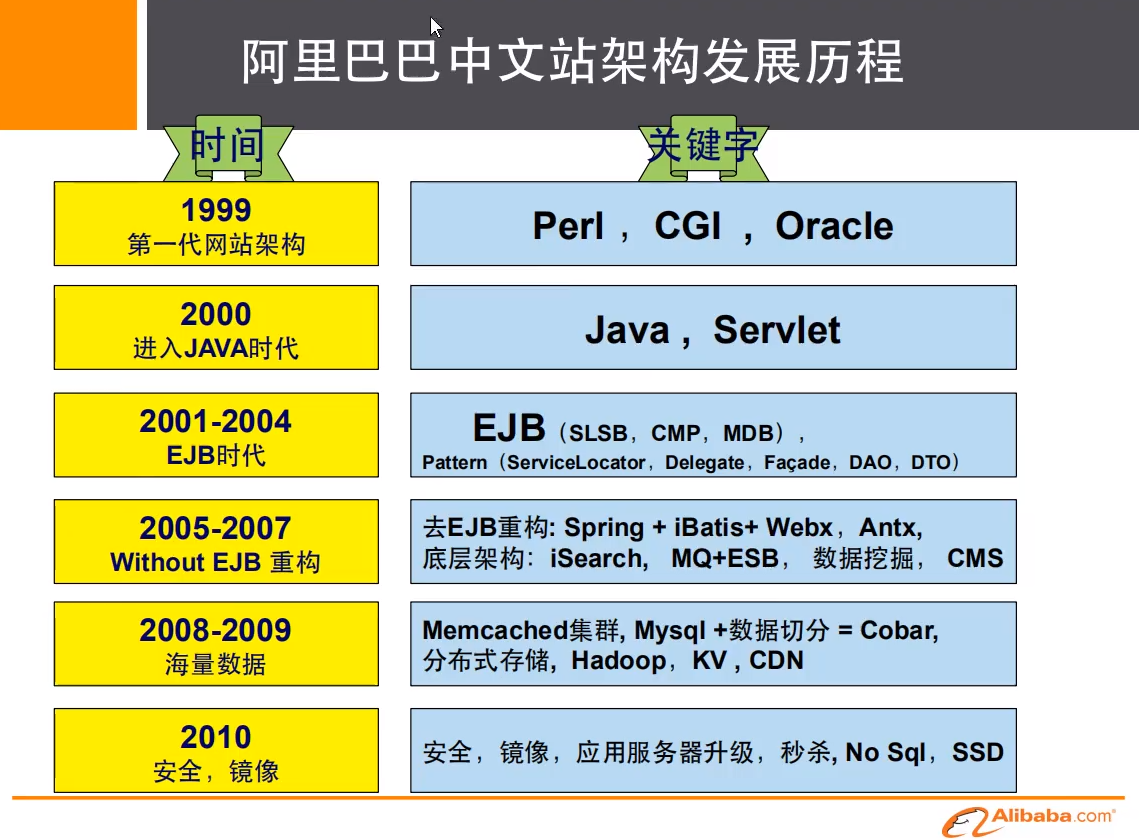 阿里巴巴中文站架构发展历程
时间
关键字
1999
第一代网站架构
Perl ， CGI ， Oracle
2000
进入JAVA时代
Java ， Servlet
2001-2004
EJB时代
EJB（SLSB，CMP，MDB），
Pattern（ServiceLocator，Delegate，Façade，DAO，DTO）
2005-2007
Without EJB 重构
去EJB重构: Spring + iBatis+ Webx，Antx,
底层架构：iSearch, MQ+ESB， 数据挖掘， CMS
2008-2009
海量数据
Memcached集群, Mysql +数据切分 = Cobar,
分布式存储, Hadoop，KV , CDN
2010
安全，镜像
安全，镜像，应用服务器升级，秒杀, No Sql，SSD
Alibaba.com®